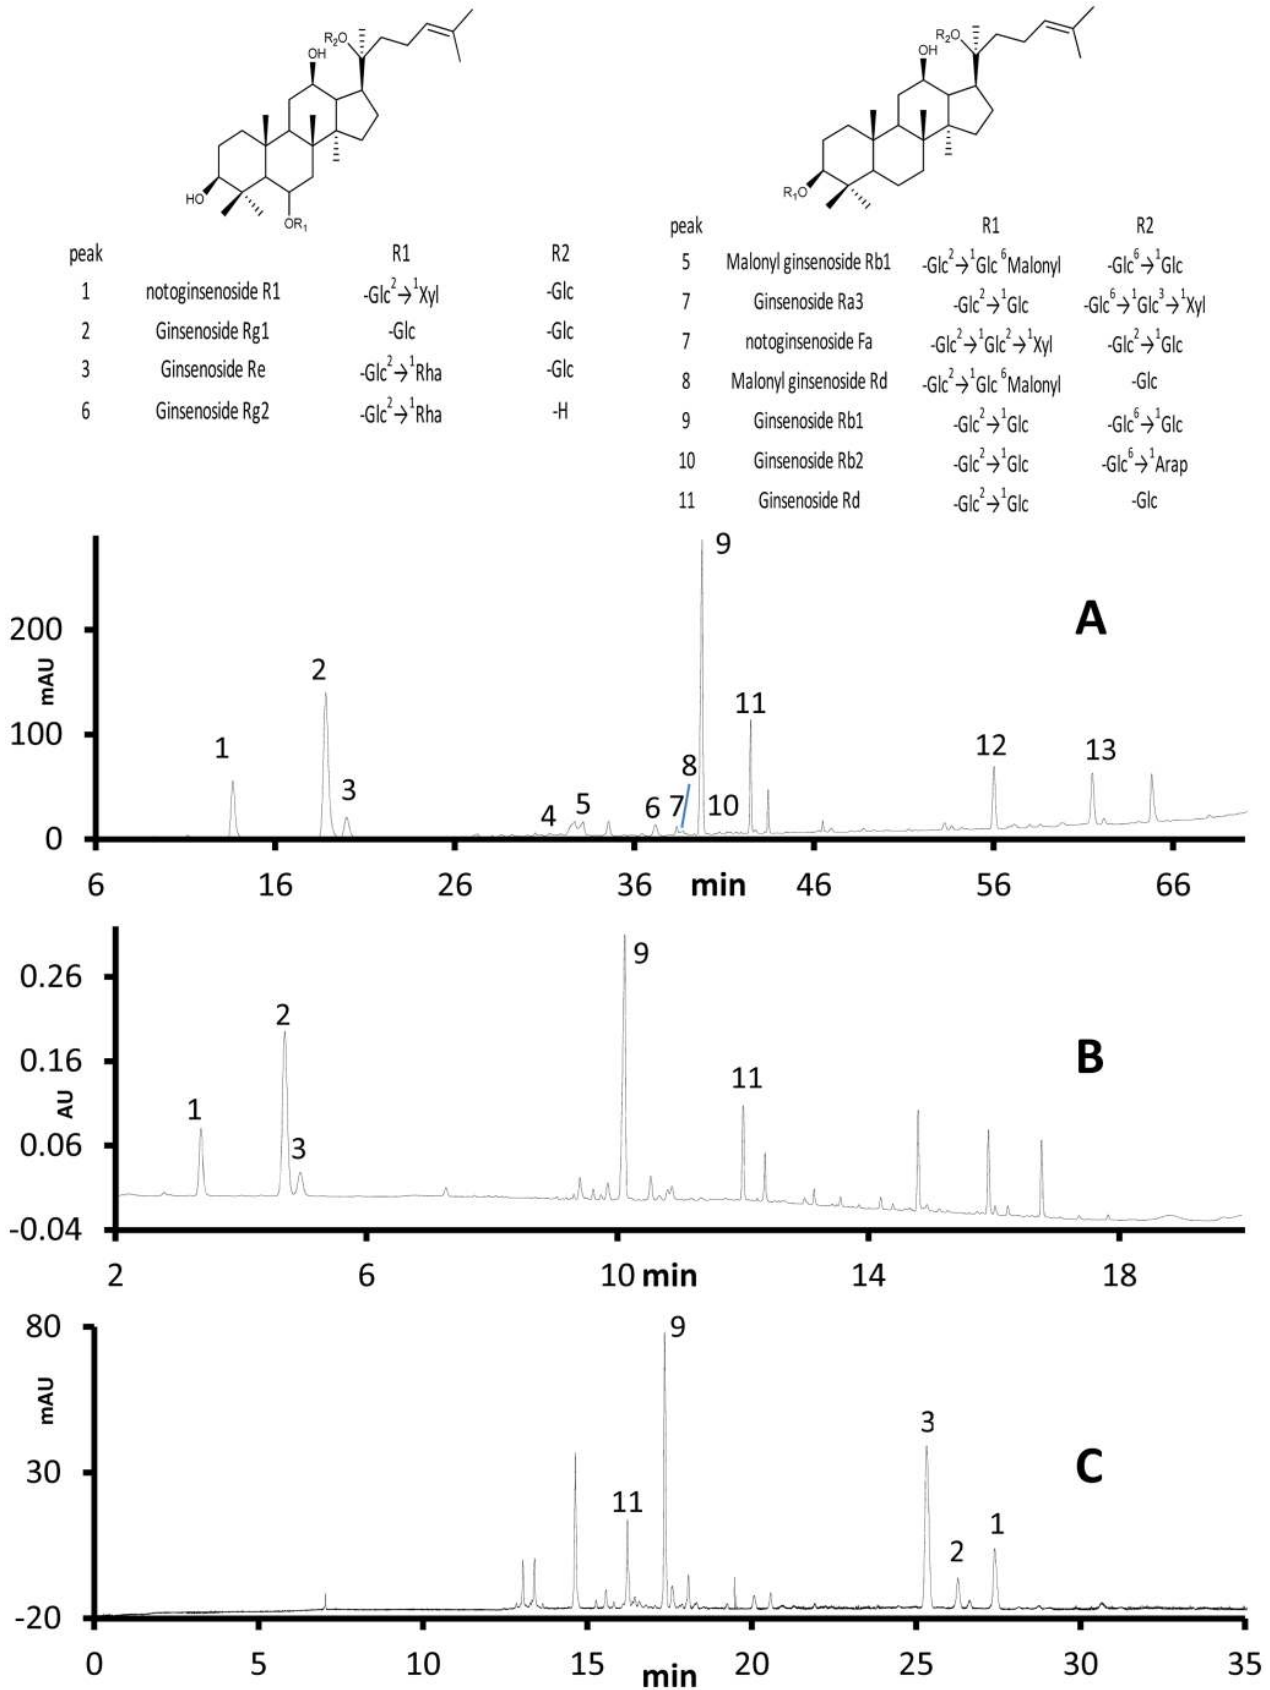 R₂O
OH
HO
OR₁
peak R1 R2
1 notoginsenoside R1 -Glc²→¹Xyl -Glc
2 Ginsenoside Rg1 -Glc -Glc
3 Ginsenoside Re -Glc²→¹Rha -Glc
6 Ginsenoside Rg2 -Glc²→¹Rha -H
R₂O
OH
R₁O
peak R1 R2
5 Malonyl ginsenoside Rb1 -Glc²→¹Glc ⁶Malonyl -Glc⁶→¹Glc
7 Ginsenoside Ra3 -Glc²→¹Glc -Glc⁶→¹Glc³→¹Xyl
7 notoginsenoside Fa -Glc²→¹Glc²→¹Xyl -Glc²→¹Glc
8 Malonyl ginsenoside Rd -Glc²→¹Glc ⁶Malonyl -Glc
9 Ginsenoside Rb1 -Glc²→¹Glc -Glc⁶→¹Glc
10 Ginsenoside Rb2 -Glc²→¹Glc -Glc⁶→¹Arap
11 Ginsenoside Rd -Glc²→¹Glc -Glc
A
mAU
200
100
0
1 2 3 4 5 6 7 8 9 10 11 12 13
6 16 26 36 min 46 56 66
B
AU
0.26
0.16
0.06
-0.04
1 2 3 9 11
2 6 10 min 14 18
C
mAU
80
30
-20
11 9 3 2 1
0 5 10 15 min 20 25 30 35